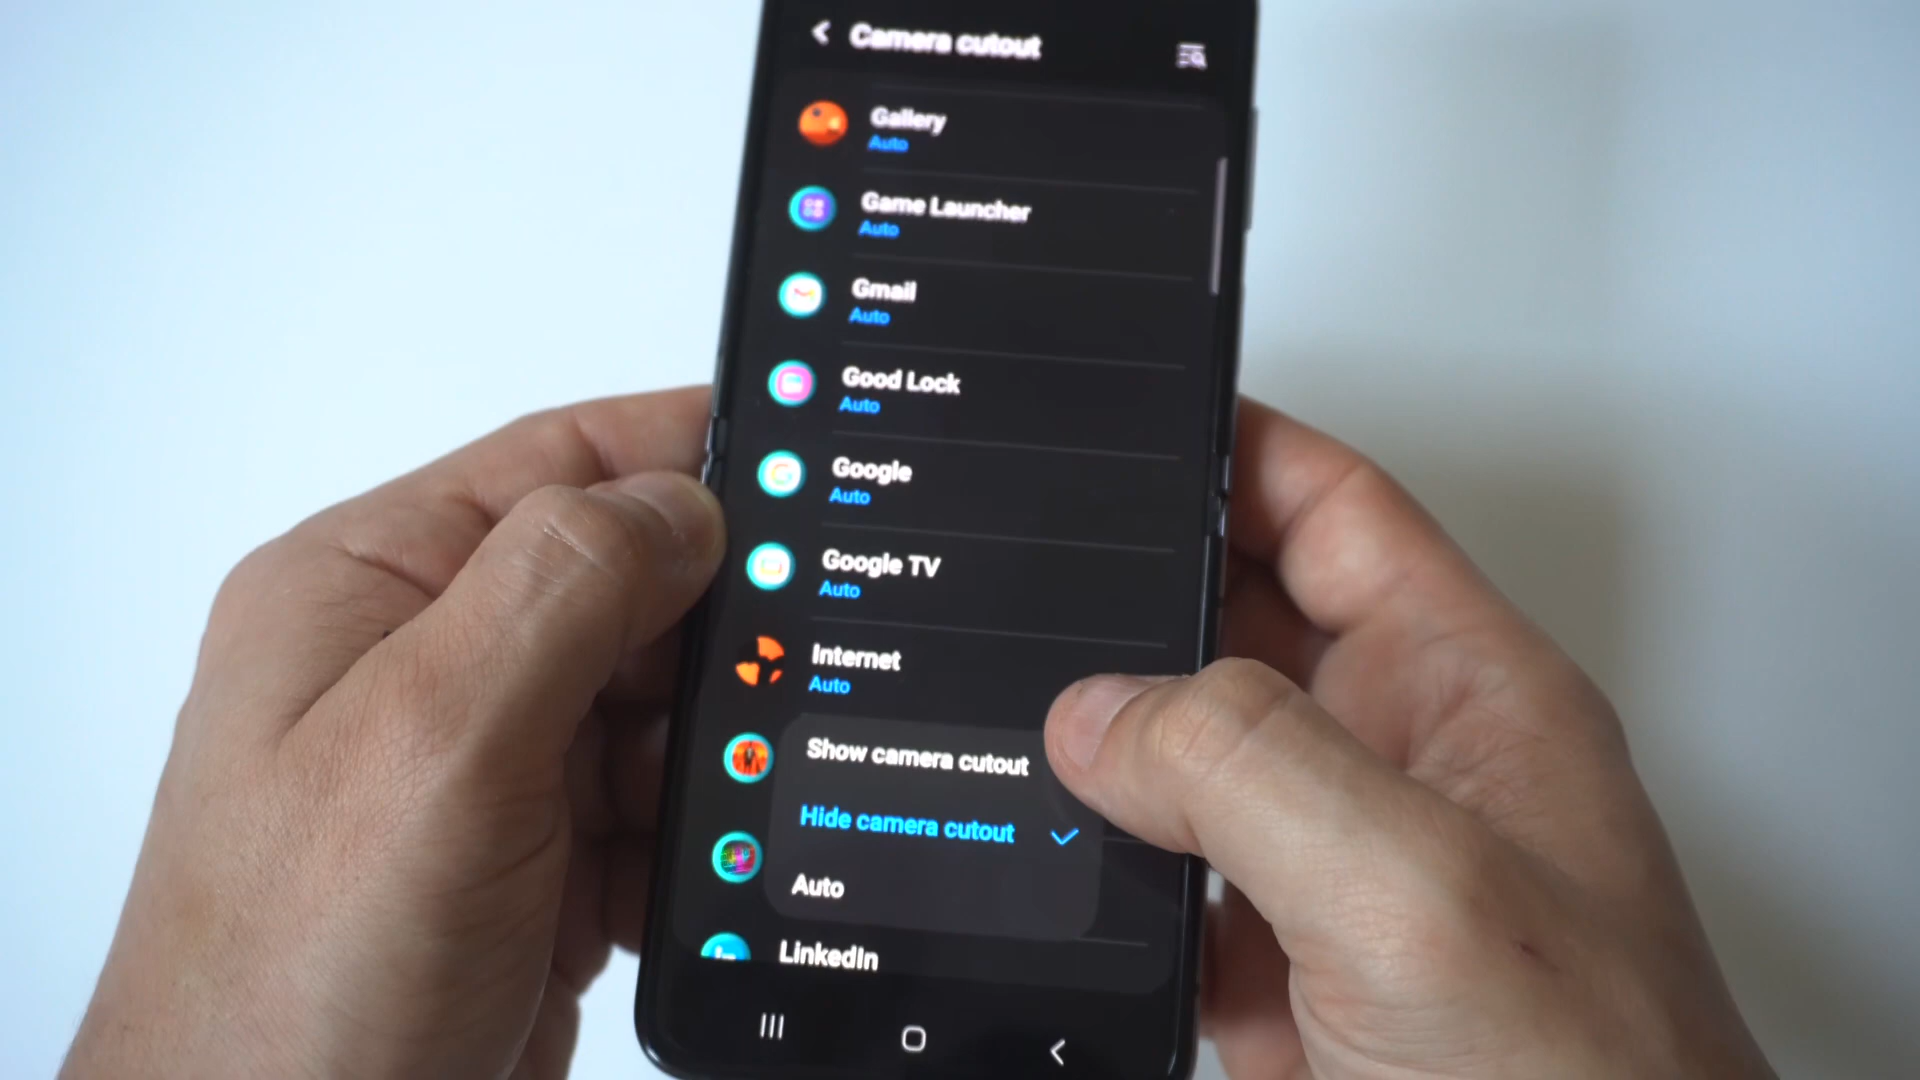 Camera cutout
Gallery
Auto
Game Launcher
Auto
Gmail
Auto
Good Lock
Auto
Google
Auto
Google TV
Auto
Internet
Auto
Show camera cutout
Hide camera cutout
Auto
LinkedIn